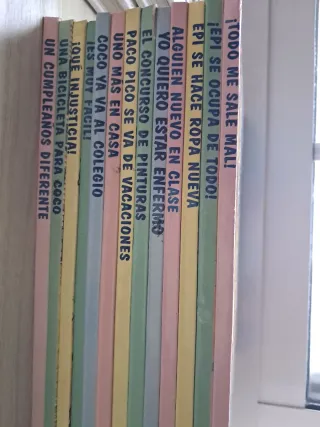 UN CUMPLEAÑOS DIFERENTE
UNA BICICLETA PARA COCO
¡QUÉ INJUSTICIA!
¡ES MUY FÁCIL!
COCO YA VA AL COLEGIO
UNO MÁS EN CASA
PACO PICO SE VA DE VACACIONES
EL CONCURSO DE PINTURAS
YO QUIERO ESTAR ENFERMO
ALGUIEN NUEVO EN CLASE
EPI SE HACE ROPA NUEVA
¡EPI SE OCUPA DE TODO!
¡TODO ME SALE MAL!